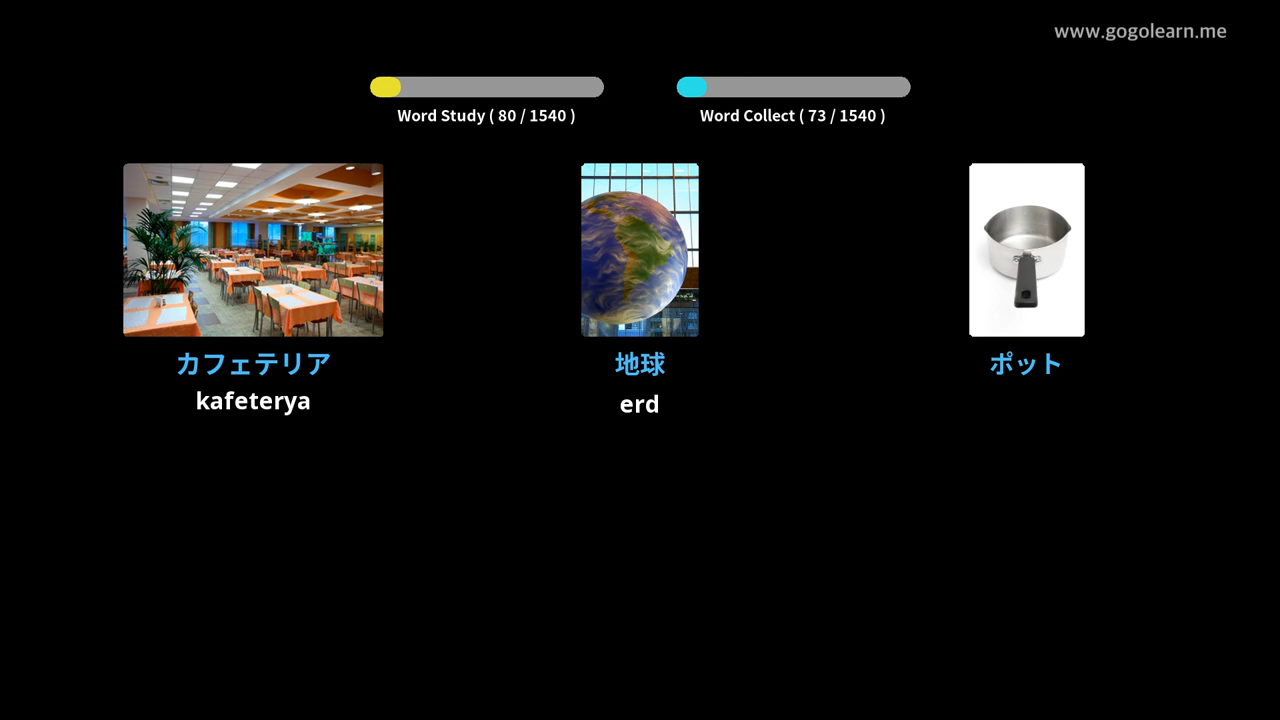 www.gogolearn.me
Word Study ( 80 / 1540 )
Word Collect ( 73 / 1540 )
カフェテリア
kafeterya
地球
erd
ポット